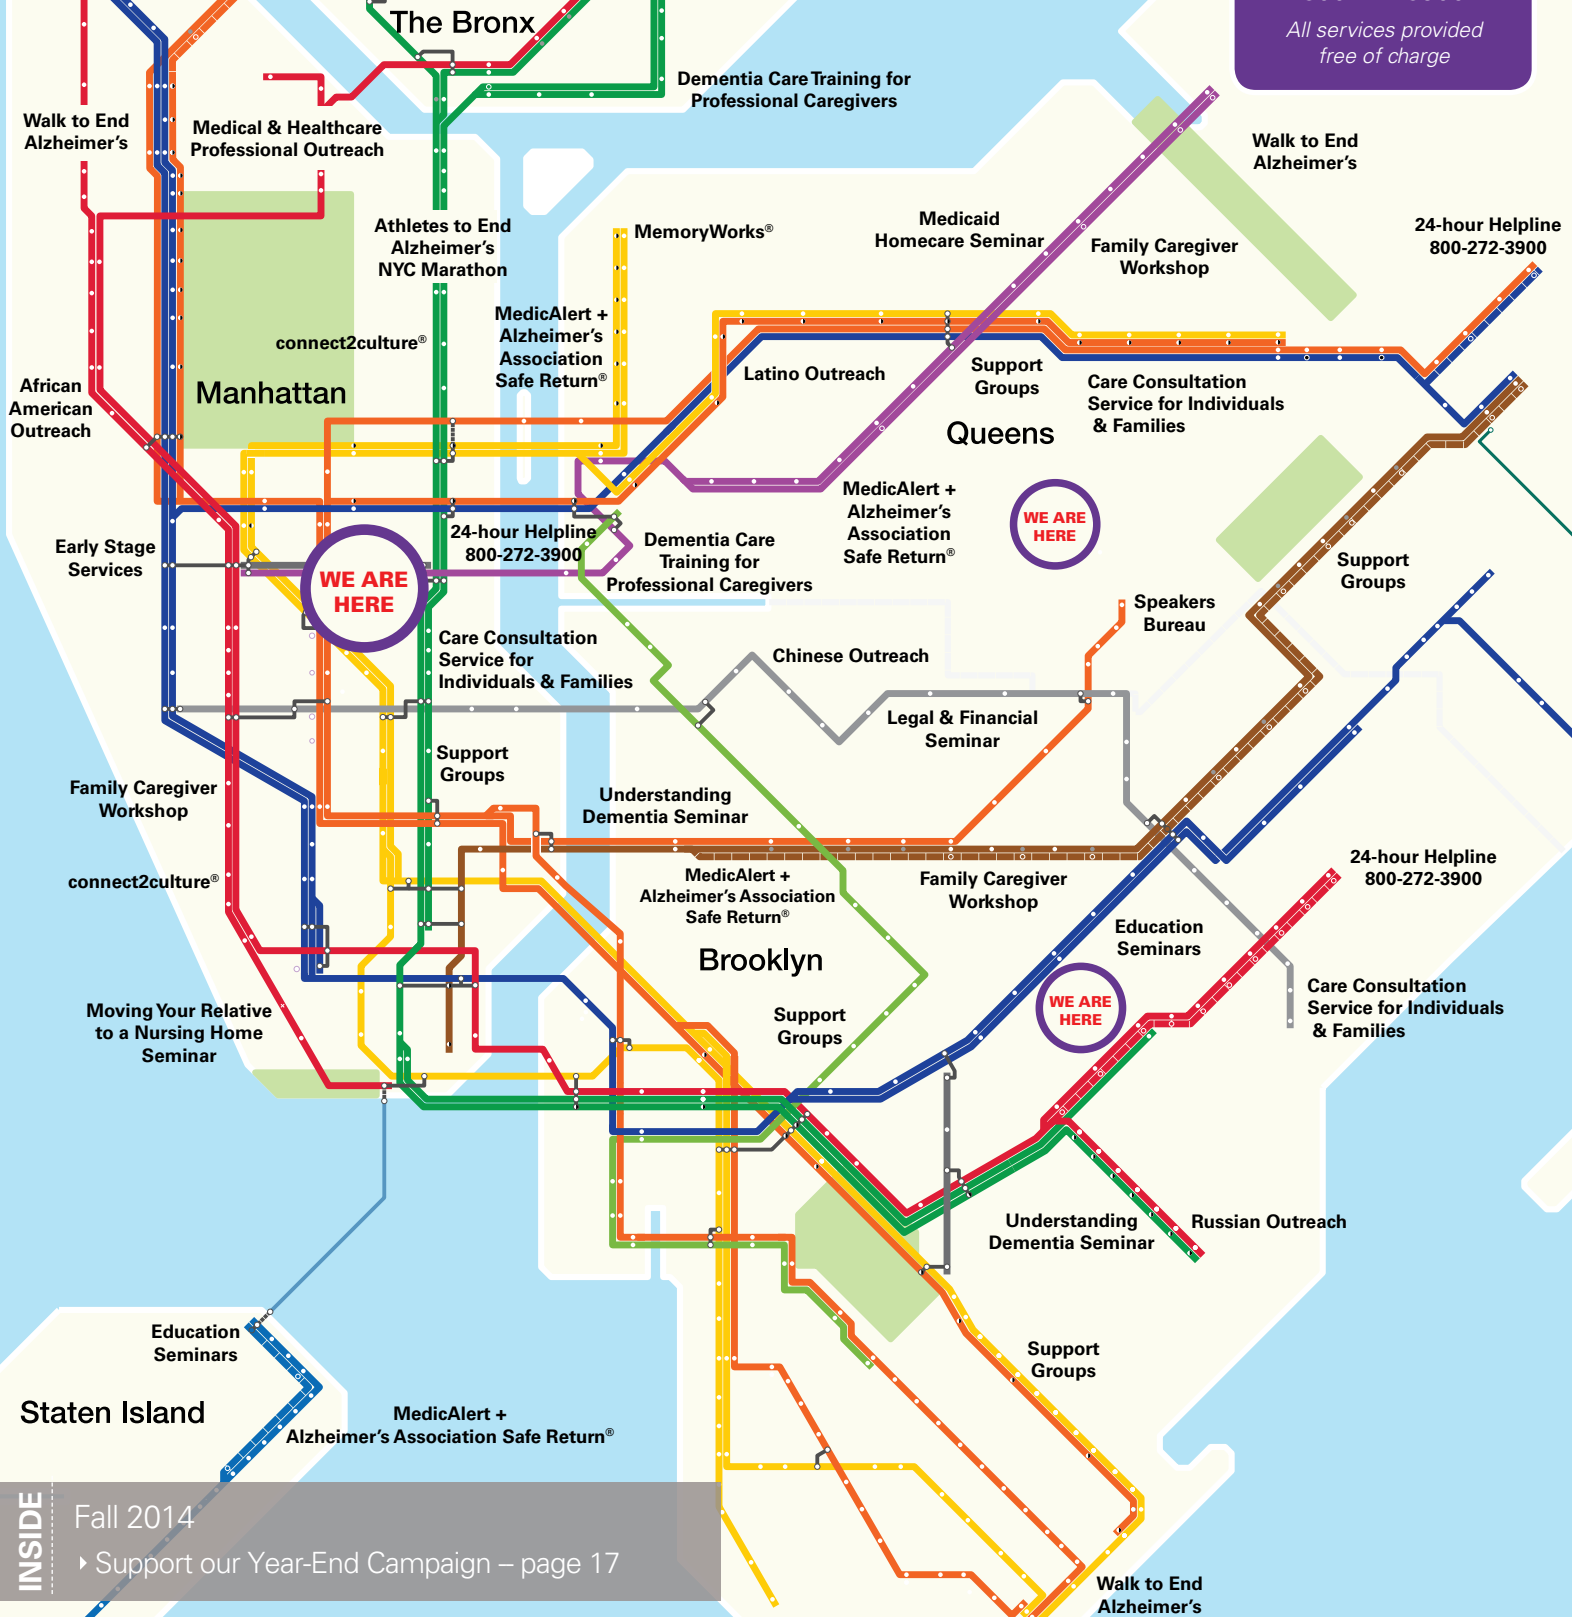 The Bronx
All services provided
free of charge
Dementia Care Training for
Professional Caregivers
Walk to End
Alzheimer's
Medical & Healthcare
Professional Outreach
Walk to End
Alzheimer's
Athletes to End
Alzheimer's
NYC Marathon
MemoryWorks®
Medicaid
Homecare Seminar
Family Caregiver
Workshop
24-hour Helpline
800-272-3900
MedicAlert +
Alzheimer's
Association
Safe Return®
connect2culture®
Manhattan
African
American
Outreach
Latino Outreach
Support
Groups
Care Consultation
Service for Individuals
& Families
Queens
MedicAlert +
Alzheimer's
Association
Safe Return®
WE ARE
HERE
24-hour Helpline
800-272-3900
Early Stage
Services
WE ARE
HERE
Dementia Care
Training for
Professional Caregivers
Support
Groups
Speakers
Bureau
Care Consultation
Service for
Individuals & Families
Chinese Outreach
Legal & Financial
Seminar
Support
Groups
Family Caregiver
Workshop
Understanding
Dementia Seminar
connect2culture®
MedicAlert +
Alzheimer's Association
Safe Return®
Family Caregiver
Workshop
24-hour Helpline
800-272-3900
Education
Seminars
Brooklyn
WE ARE
HERE
Care Consultation
Service for Individuals
& Families
Moving Your Relative
to a Nursing Home
Seminar
Support
Groups
Understanding
Dementia Seminar
Russian Outreach
Education
Seminars
Support
Groups
Staten Island
MedicAlert +
Alzheimer's Association Safe Return®
INSIDE
Fall 2014
Support our Year-End Campaign – page 17
Walk to End
Alzheimer's